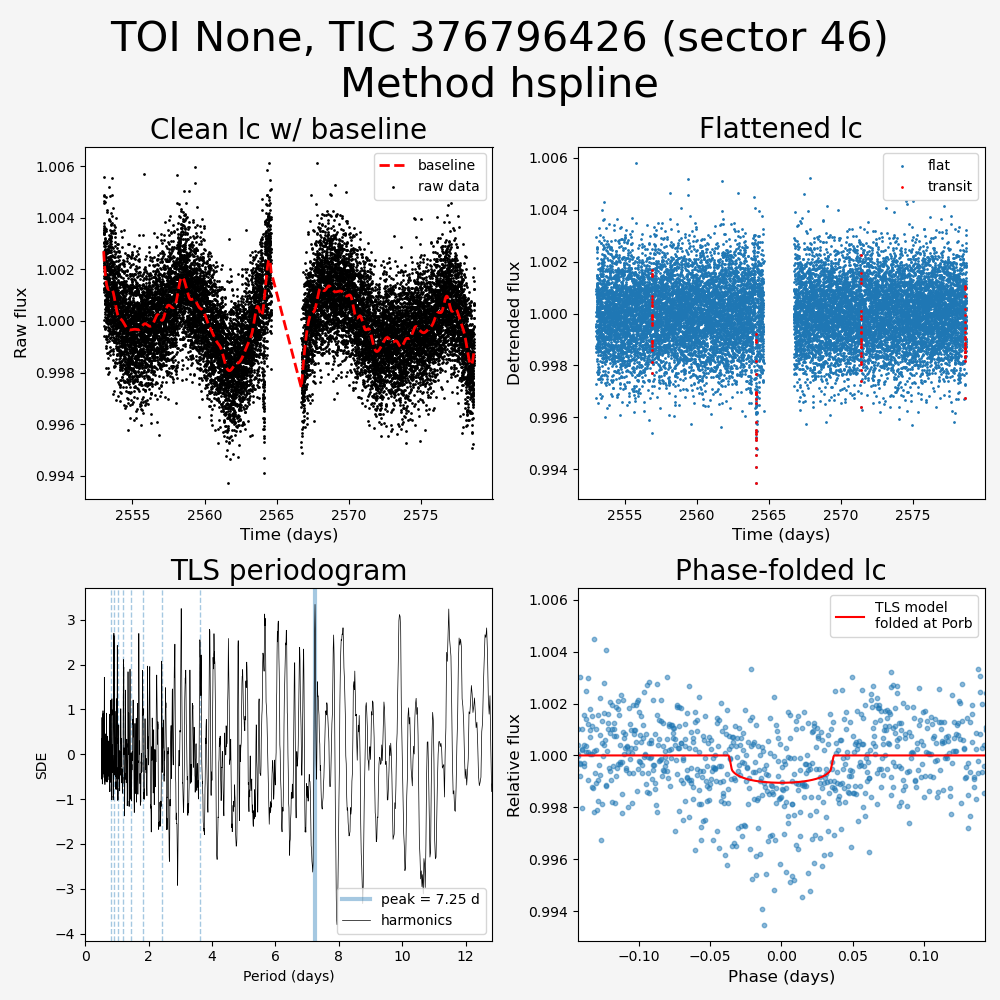 TOI None, TIC 376796426 (sector 46)
Method hspline
Clean lc w/ baseline
Raw flux
1.006
1.004
1.002
1.000
0.998
0.996
0.994
baseline
raw data
2555
2560
2565
2570
2575
Time (days)
Flattened lc
Detrended flux
1.006
1.004
1.002
1.000
0.998
0.996
0.994
flat
transit
2555
2560
2565
2570
2575
Time (days)
TLS periodogram
SDE
3
2
1
0
−1
−2
−3
−4
peak = 7.25 d
harmonics
0
2
4
6
8
10
12
Period (days)
Phase-folded lc
Relative flux
1.006
1.004
1.002
1.000
0.998
0.996
0.994
TLS model
folded at Porb
−0.10
−0.05
0.00
0.05
0.10
Phase (days)